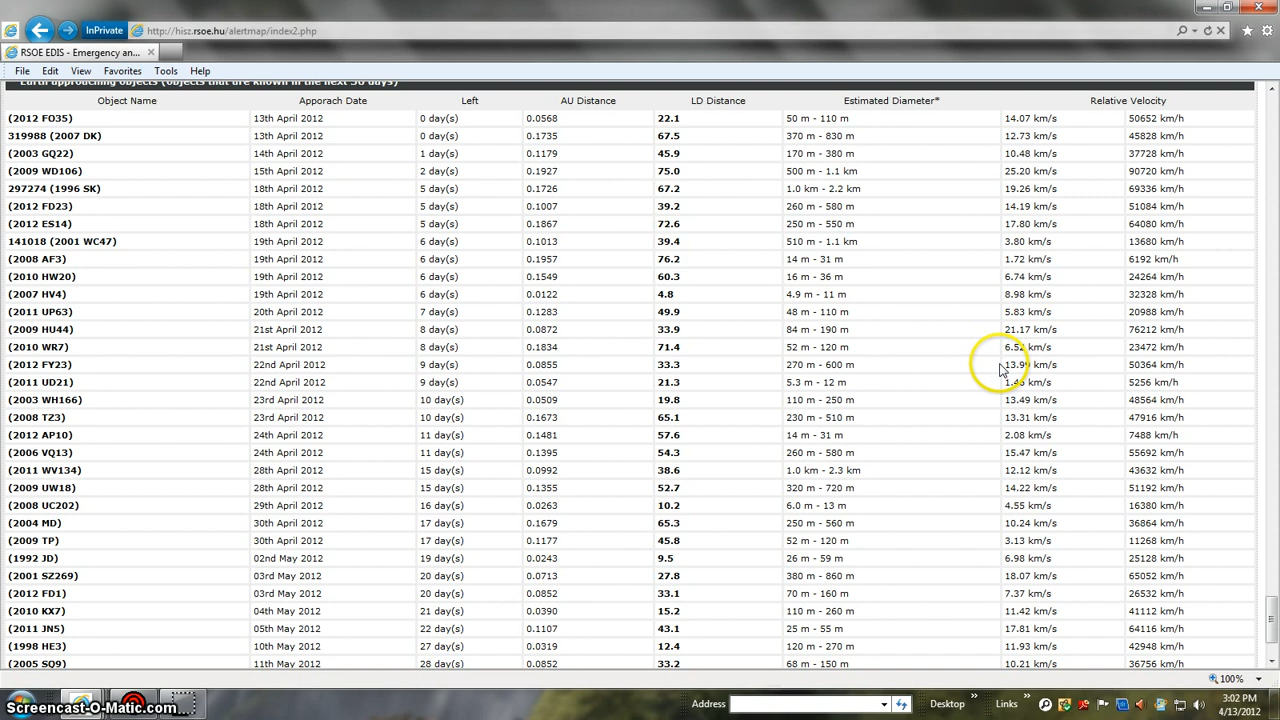 InPrivate http://hisz.rsoe.hu/alertmap/index2.php
RSOE EDIS - Emergency an...
File Edit View Favorites Tools Help
Earth approaching objects (objects that are known in the next 30 days)
Object Name Apporach Date Left AU Distance LD Distance Estimated Diameter* Relative Velocity
(2012 FO35) 13th April 2012 0 day(s) 0.0568 22.1 50 m - 110 m 14.07 km/s 50652 km/h
319988 (2007 DK) 13th April 2012 0 day(s) 0.1735 67.5 370 m - 830 m 12.73 km/s 45828 km/h
(2003 GQ22) 14th April 2012 1 day(s) 0.1179 45.9 170 m - 380 m 10.48 km/s 37728 km/h
(2009 WD106) 15th April 2012 2 day(s) 0.1927 75.0 500 m - 1.1 km 25.20 km/s 90720 km/h
297274 (1996 SK) 18th April 2012 5 day(s) 0.1726 67.2 1.0 km - 2.2 km 19.26 km/s 69336 km/h
(2012 FD23) 18th April 2012 5 day(s) 0.1007 39.2 260 m - 580 m 14.19 km/s 51084 km/h
(2012 ES14) 18th April 2012 5 day(s) 0.1867 72.6 250 m - 550 m 17.80 km/s 64080 km/h
141018 (2001 WC47) 19th April 2012 6 day(s) 0.1013 39.4 510 m - 1.1 km 3.80 km/s 13680 km/h
(2008 AF3) 19th April 2012 6 day(s) 0.1957 76.2 14 m - 31 m 1.72 km/s 6192 km/h
(2010 HW20) 19th April 2012 6 day(s) 0.1549 60.3 16 m - 36 m 6.74 km/s 24264 km/h
(2007 HV4) 19th April 2012 6 day(s) 0.0122 4.8 4.9 m - 11 m 8.98 km/s 32328 km/h
(2011 UP63) 20th April 2012 7 day(s) 0.1283 49.9 48 m - 110 m 5.83 km/s 20988 km/h
(2009 HU44) 21st April 2012 8 day(s) 0.0872 33.9 84 m - 190 m 21.17 km/s 76212 km/h
(2010 WR7) 21st April 2012 8 day(s) 0.1834 71.4 52 m - 120 m 6.52 km/s 23472 km/h
(2012 FY23) 22nd April 2012 9 day(s) 0.0855 33.3 270 m - 600 m 13.99 km/s 50364 km/h
(2011 UD21) 22nd April 2012 9 day(s) 0.0547 21.3 5.3 m - 12 m 1.46 km/s 5256 km/h
(2003 WH166) 23rd April 2012 10 day(s) 0.0509 19.8 110 m - 250 m 13.49 km/s 48564 km/h
(2008 TZ3) 23rd April 2012 10 day(s) 0.1673 65.1 230 m - 510 m 13.31 km/s 47916 km/h
(2012 AP10) 24th April 2012 11 day(s) 0.1481 57.6 14 m - 31 m 2.08 km/s 7488 km/h
(2006 VQ13) 24th April 2012 11 day(s) 0.1395 54.3 260 m - 580 m 15.47 km/s 55692 km/h
(2011 WV134) 28th April 2012 15 day(s) 0.0992 38.6 1.0 km - 2.3 km 12.12 km/s 43632 km/h
(2009 UW18) 28th April 2012 15 day(s) 0.1355 52.7 320 m - 720 m 14.22 km/s 51192 km/h
(2008 UC202) 29th April 2012 16 day(s) 0.0263 10.2 6.0 m - 13 m 4.55 km/s 16380 km/h
(2004 MD) 30th April 2012 17 day(s) 0.1679 65.3 250 m - 560 m 10.24 km/s 36864 km/h
(2009 TP) 30th April 2012 17 day(s) 0.1177 45.8 52 m - 120 m 3.13 km/s 11268 km/h
(1992 JD) 02nd May 2012 19 day(s) 0.0243 9.5 26 m - 59 m 6.98 km/s 25128 km/h
(2001 SZ269) 03rd May 2012 20 day(s) 0.0713 27.8 380 m - 860 m 18.07 km/s 65052 km/h
(2012 FD1) 03rd May 2012 20 day(s) 0.0852 33.1 70 m - 160 m 7.37 km/s 26532 km/h
(2010 KX7) 04th May 2012 21 day(s) 0.0390 15.2 110 m - 260 m 11.42 km/s 41112 km/h
(2011 JN5) 05th May 2012 22 day(s) 0.1107 43.1 25 m - 55 m 17.81 km/s 64116 km/h
(1998 HE3) 10th May 2012 27 day(s) 0.0319 12.4 120 m - 270 m 11.93 km/s 42948 km/h
(2005 SQ9) 11th May 2012 28 day(s) 0.0852 33.2 68 m - 150 m 10.21 km/s 36756 km/h
100%
Address Desktop Links 3:02 PM
4/13/2012
Screencast-O-Matic.com